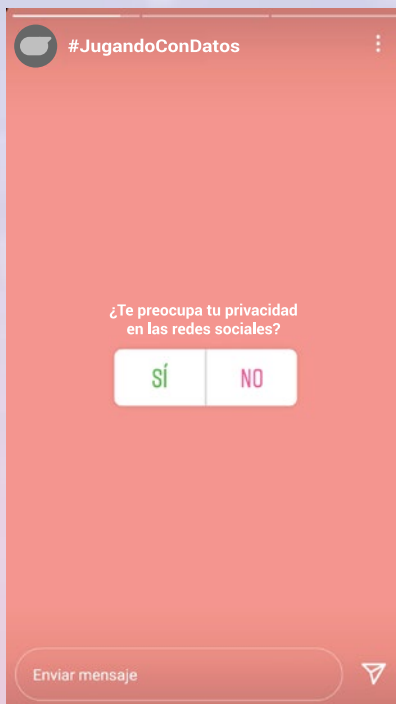 #JugandoConDatos
¿Te preocupa tu privacidad
en las redes sociales?
SÍ NO
Enviar mensaje